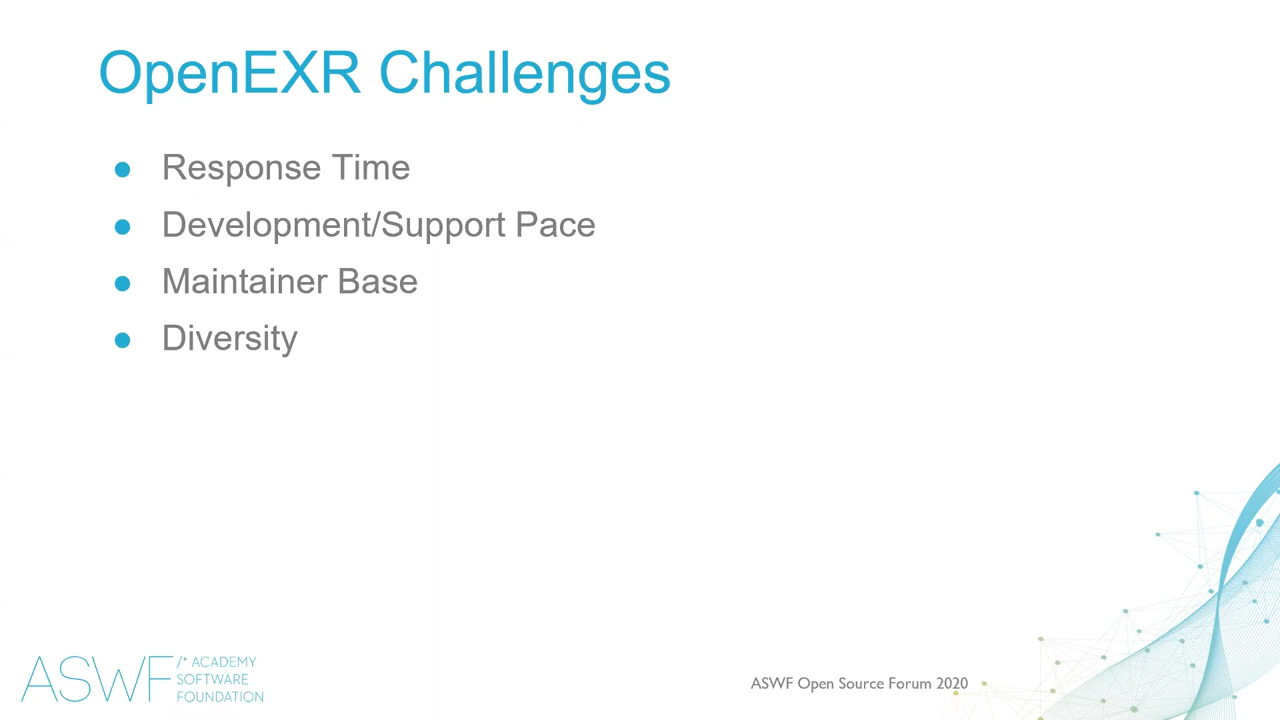 OpenEXR Challenges
● Response Time
● Development/Support Pace
● Maintainer Base
● Diversity
ASWF /* ACADEMY
SOFTWARE
FOUNDATION
ASWF Open Source Forum 2020